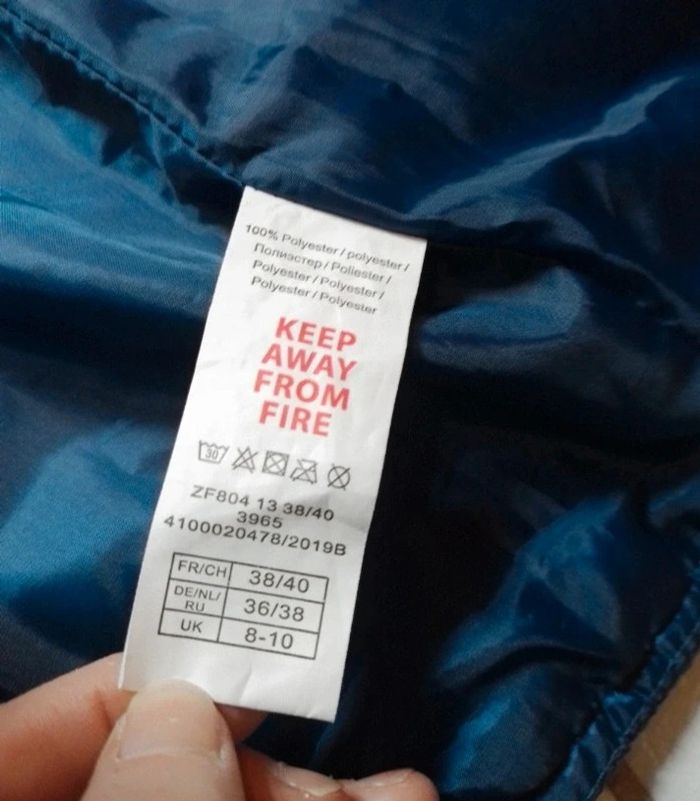 100% Polyester / polyester /
Полиэстер / Poliester /
Polyester / Polyester /
Polyester / Polyester
KEEP
AWAY
FROM
FIRE
30
ZF804 13 38/40
3965
4100020478/2019B
FR/CH 38/40
DE/NL/RU 36/38
UK 8-10